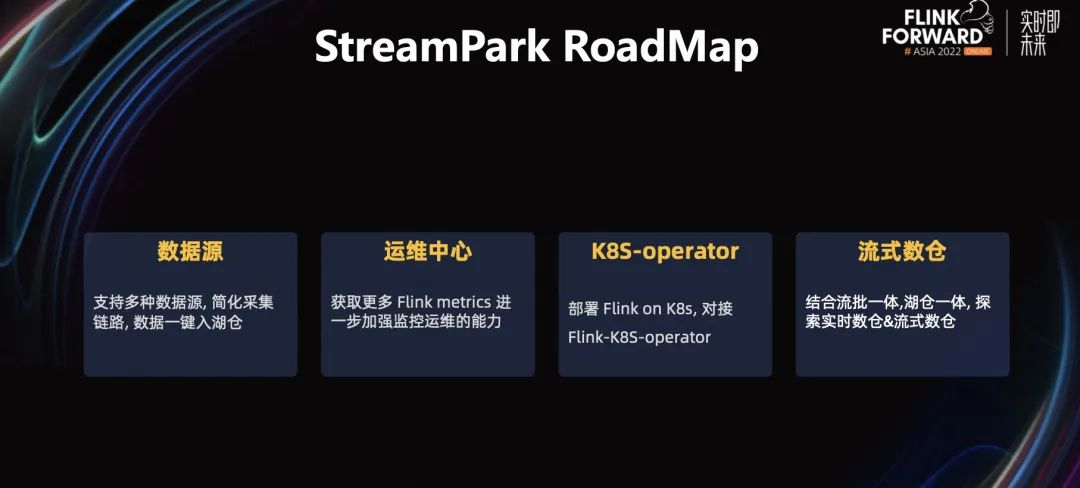 StreamPark RoadMap
FLINK
FORWARD
# ASIA 2022 ONLINE
实时即
未来
数据源
支持多种数据源, 简化采集
链路, 数据一键入湖仓
运维中心
获取更多 Flink metrics 进
一步加强监控运维的能力
K8S-operator
部署 Flink on K8s, 对接
Flink-K8S-operator
流式数仓
结合流批一体,湖仓一体, 探
索实时数仓&流式数仓